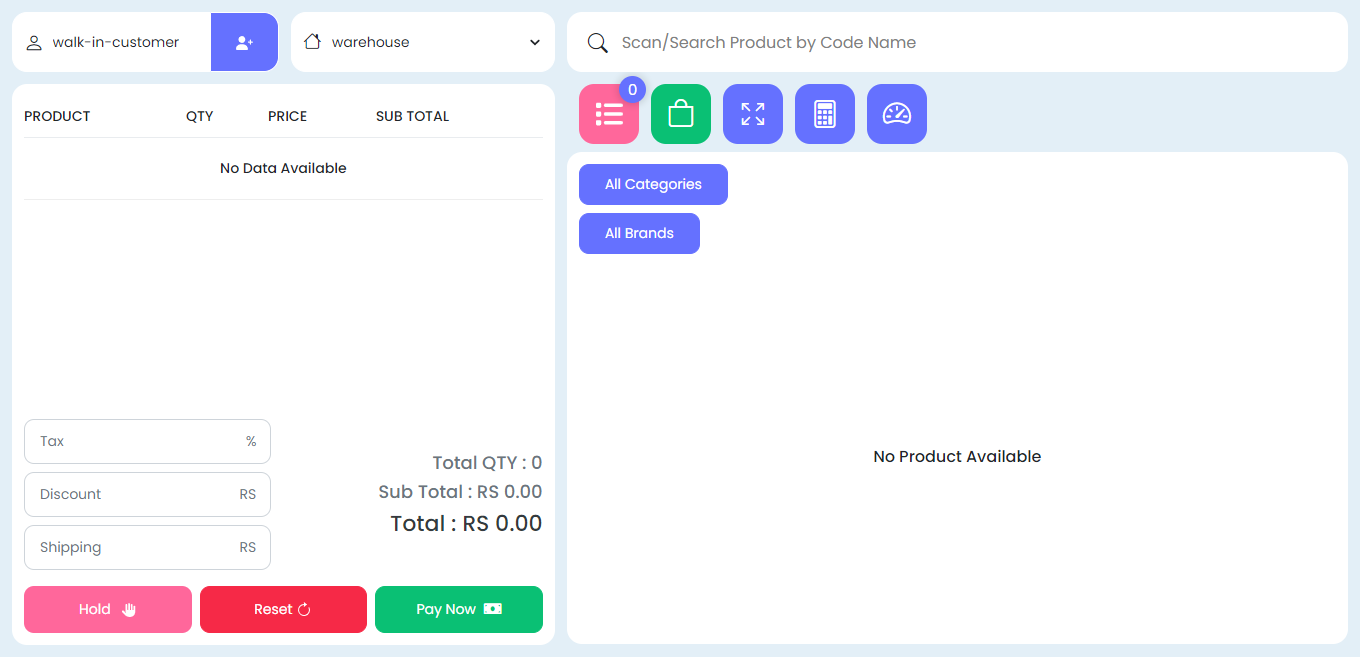 walk-in-customer
warehouse
Scan/Search Product by Code Name
0
PRODUCT QTY PRICE SUB TOTAL
No Data Available
Tax %
Discount RS
Shipping RS
Total QTY : 0
Sub Total : RS 0.00
Total : RS 0.00
Hold
Reset
Pay Now
All Categories
All Brands
No Product Available